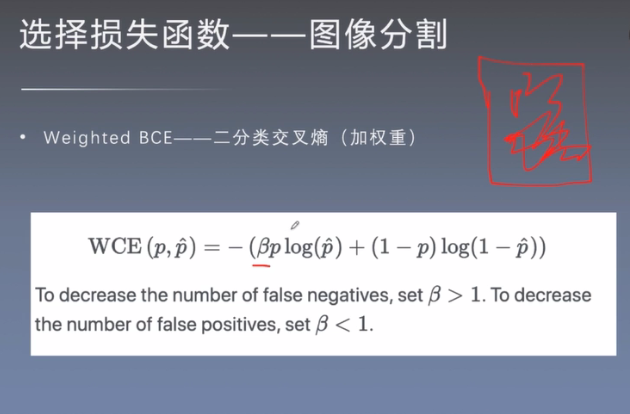 选择损失函数——图像分割
• Weighted BCE——二分类交叉熵（加权重）
WCE (p, p̂) = − (βp log(p̂) + (1 − p) log(1 − p̂))
To decrease the number of false negatives, set β > 1. To decrease
the number of false positives, set β < 1.